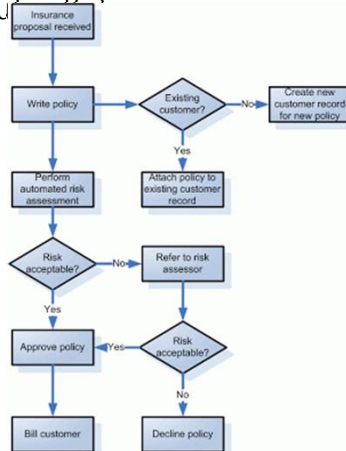 Insurance
proposal received
Write policy
Existing
customer?
No
Create new
customer record
for new policy
Yes
Perform
automated risk
assessment
Attach policy to
existing customer
record
Risk
acceptable?
No
Refer to risk
assessor
Yes
Approve policy
Yes
Risk
acceptable?
No
Bill customer
Decline policy